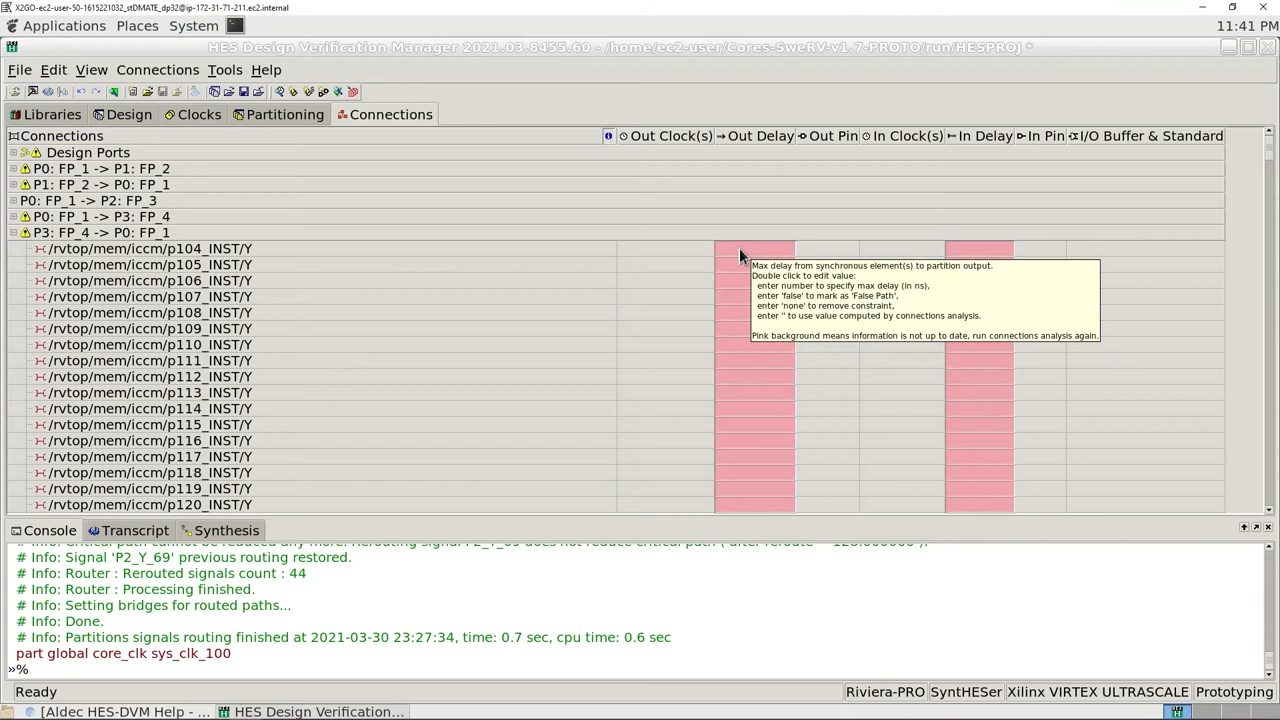 X2GO-ec2-user-50-1615221032_stDMATE_dp32@ip-172-31-71-211.ec2.internal
Applications Places System 11:41 PM
HES Design Verification Manager 2021.03.8455.60 - /home/ec2-user/Cores-SweRV-v1.7-PROTO/run/HESPROJ *
File Edit View Connections Tools Help
Libraries Design Clocks Partitioning Connections
Connections Out Clock(s) Out Delay Out Pin In Clock(s) In Delay In Pin I/O Buffer & Standard
Design Ports
P0: FP_1 -> P1: FP_2
P1: FP_2 -> P0: FP_1
P0: FP_1 -> P2: FP_3
P0: FP_1 -> P3: FP_4
P3: FP_4 -> P0: FP_1
/rvtop/mem/iccm/p104_INST/Y
/rvtop/mem/iccm/p105_INST/Y
/rvtop/mem/iccm/p106_INST/Y
/rvtop/mem/iccm/p107_INST/Y
/rvtop/mem/iccm/p108_INST/Y
/rvtop/mem/iccm/p109_INST/Y
/rvtop/mem/iccm/p110_INST/Y
/rvtop/mem/iccm/p111_INST/Y
/rvtop/mem/iccm/p112_INST/Y
/rvtop/mem/iccm/p113_INST/Y
/rvtop/mem/iccm/p114_INST/Y
/rvtop/mem/iccm/p115_INST/Y
/rvtop/mem/iccm/p116_INST/Y
/rvtop/mem/iccm/p117_INST/Y
/rvtop/mem/iccm/p118_INST/Y
/rvtop/mem/iccm/p119_INST/Y
/rvtop/mem/iccm/p120_INST/Y
Max delay from synchronous element(s) to partition output.
Double click to edit value:
enter number to specify max delay (in ns),
enter 'false' to mark as 'False Path',
enter 'none' to remove constraint,
enter '' to use value computed by connections analysis.
Pink background means information is not up to date, run connections analysis again.
Console Transcript Synthesis
# Info: Signal 'P2_Y_69' previous routing restored.
# Info: Router : Rerouted signals count : 44
# Info: Router : Processing finished.
# Info: Setting bridges for routed paths...
# Info: Done.
# Info: Partitions signals routing finished at 2021-03-30 23:27:34, time: 0.7 sec, cpu time: 0.6 sec
part global core_clk sys_clk_100
»%
Ready Riviera-PRO SyntHESer Xilinx VIRTEX ULTRASCALE Prototyping
[Aldec HES-DVM Help - ... HES Design Verification...